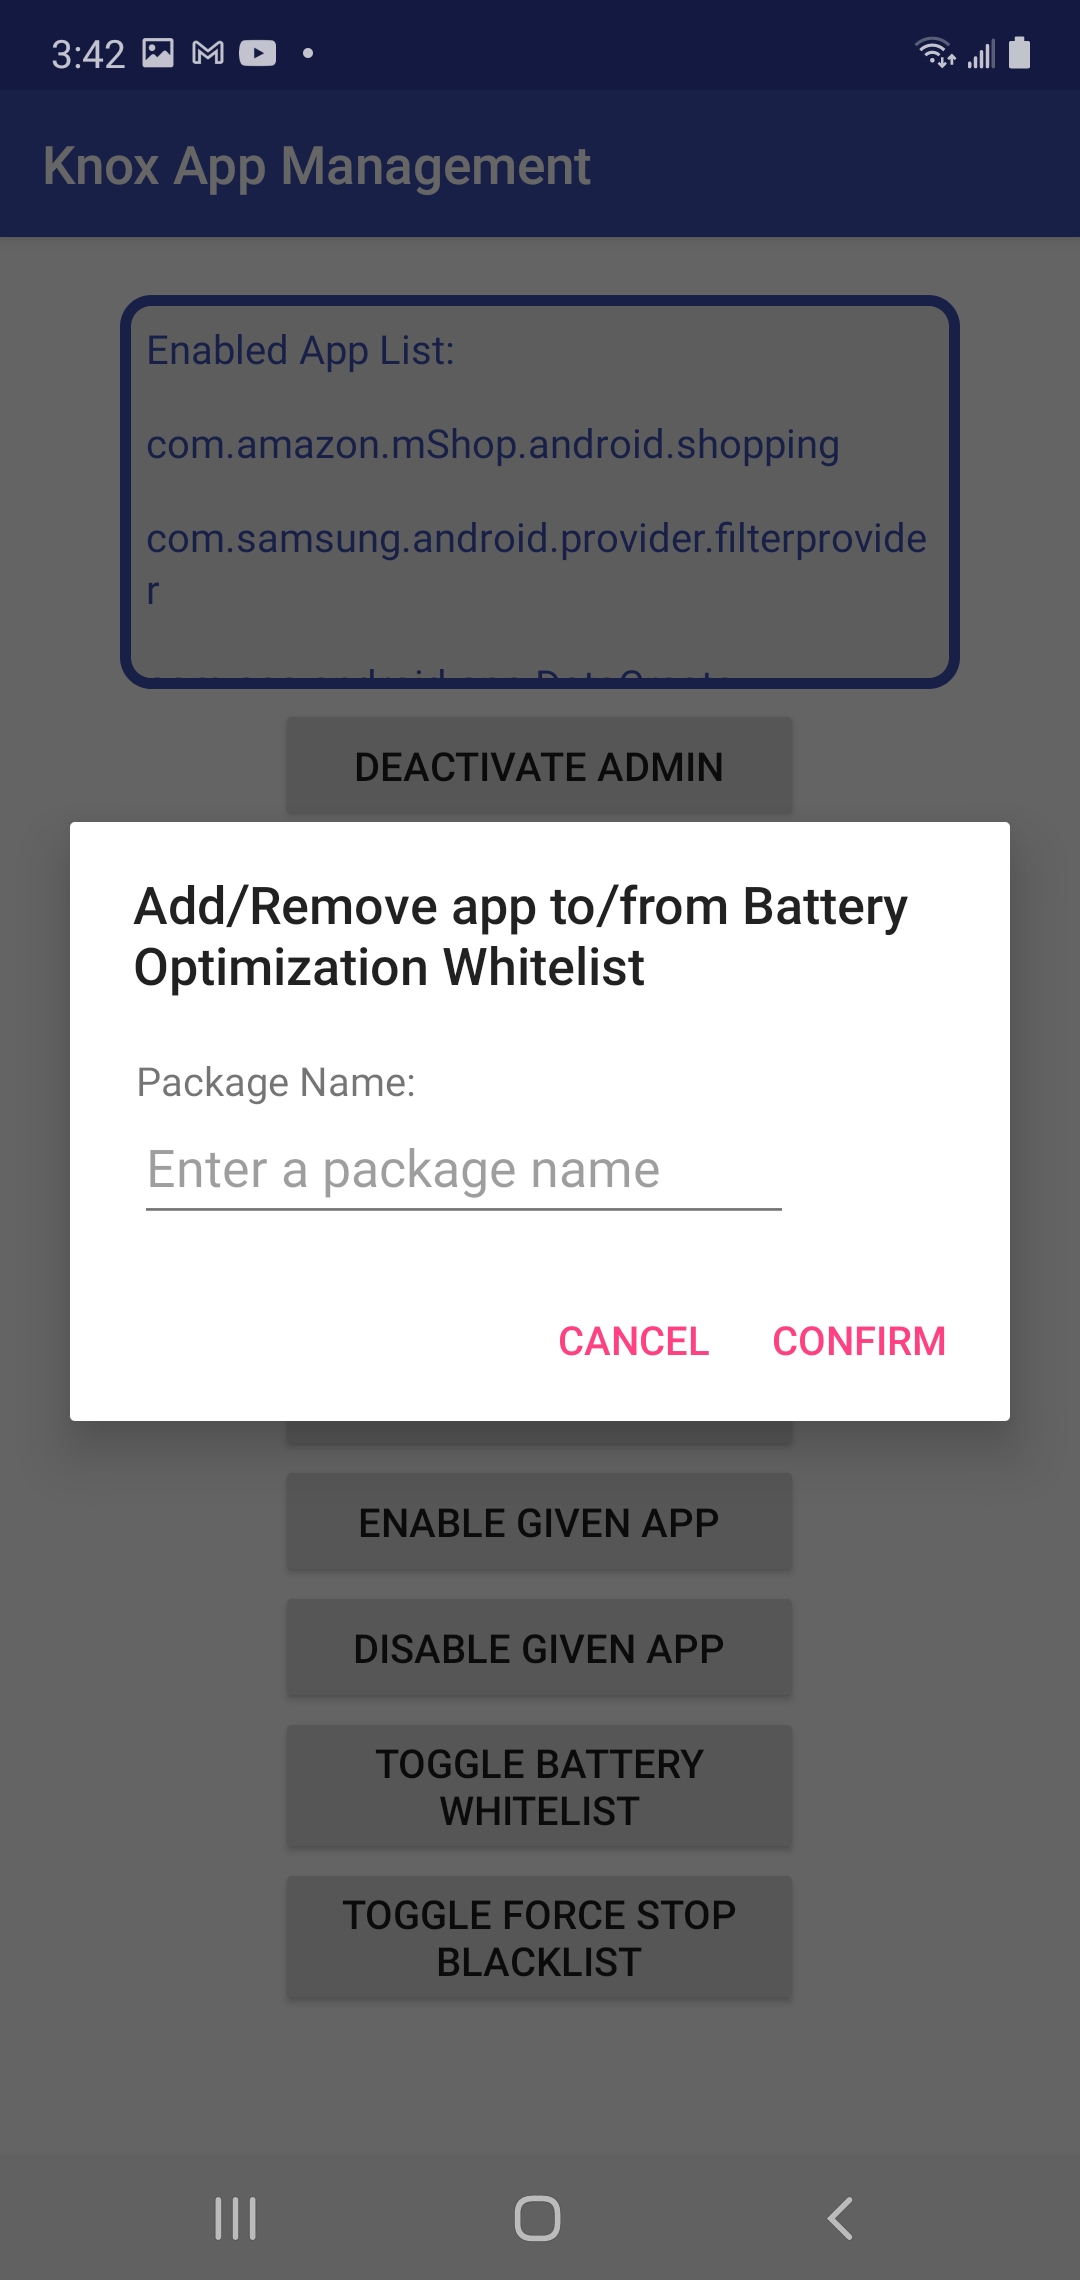 3:42
Knox App Management
Enabled App List:
com.amazon.mShop.android.shopping
com.samsung.android.provider.filterprovide
r
DEACTIVATE ADMIN
Add/Remove app to/from Battery
Optimization Whitelist
Package Name:
Enter a package name
CANCEL CONFIRM
ENABLE GIVEN APP
DISABLE GIVEN APP
TOGGLE BATTERY
WHITELIST
TOGGLE FORCE STOP
BLACKLIST